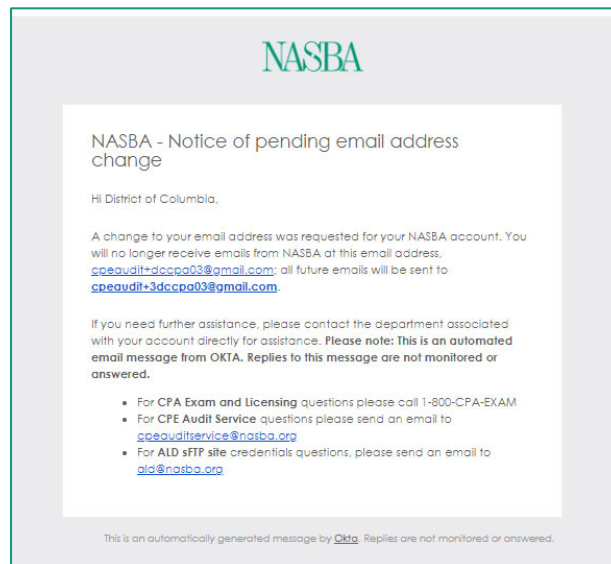 NASBA
NASBA - Notice of pending email address
change
Hi District of Columbia,
A change to your email address was requested for your NASBA account. You
will no longer receive emails from NASBA at this email address,
cpeaudit+dccpa03@gmail.com; all future emails will be sent to
cpeaudit+3dccpa03@gmail.com.
If you need further assistance, please contact the department associated
with your account directly for assistance. Please note: This is an automated
email message from OKTA. Replies to this message are not monitored or
answered.
• For CPA Exam and Licensing questions please call 1-800-CPA-EXAM
• For CPE Audit Service questions please send an email to
cpeauditservice@nasba.org
• For ALD sFTP site credentials questions, please send an email to
ald@nasba.org
This is an automatically generated message by Okta. Replies are not monitored or answered.